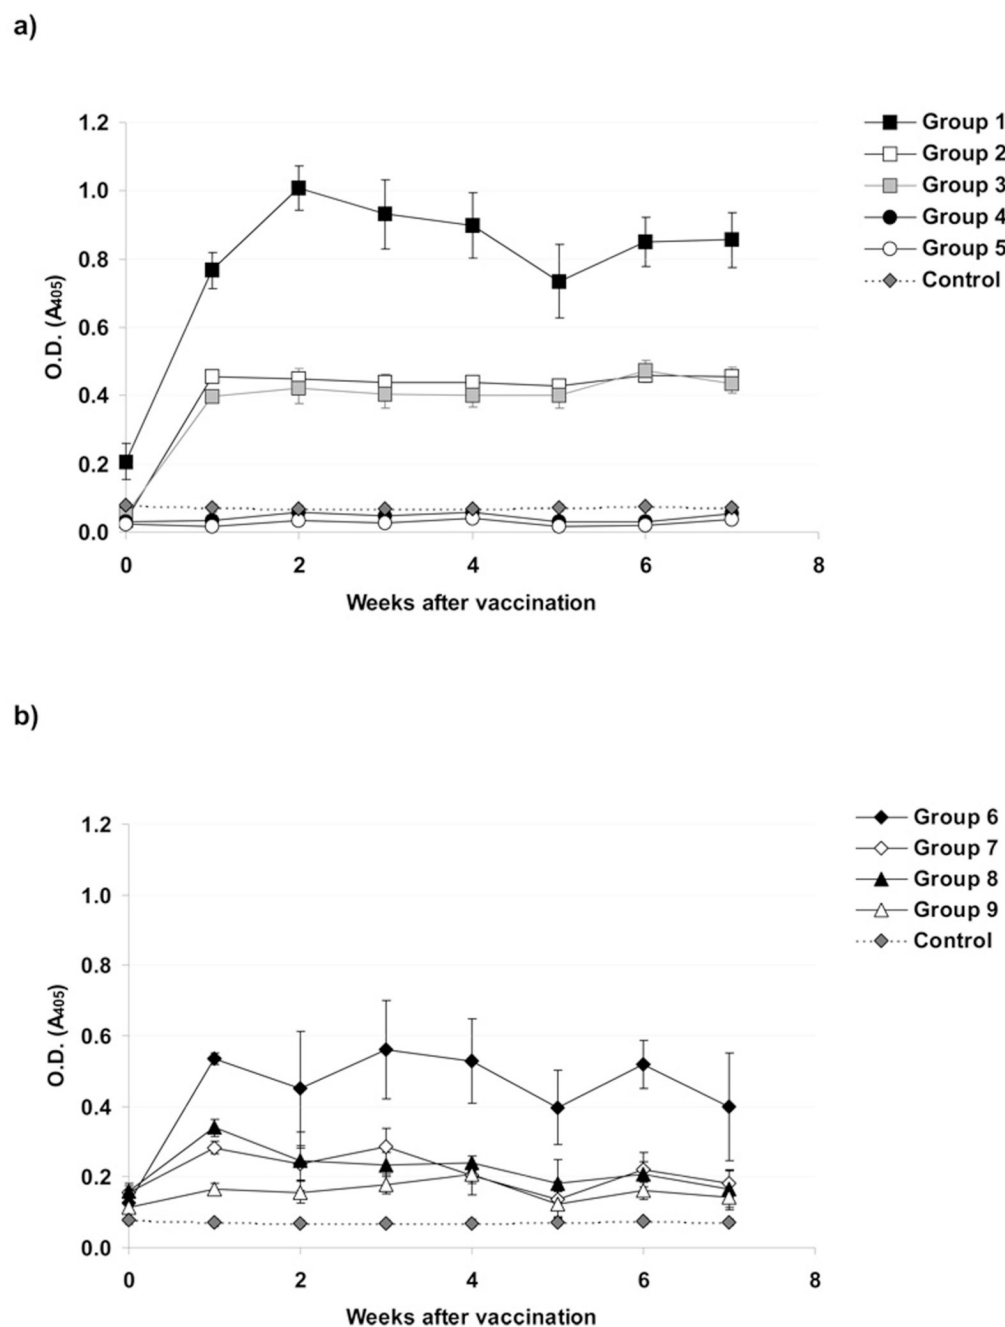 a)
1.2
1.0
0.8
0.6
0.4
0.2
0.0
O.D. (A405)
0 2 4 6 8
Weeks after vaccination
Group 1
Group 2
Group 3
Group 4
Group 5
Control
b)
1.2
1.0
0.8
0.6
0.4
0.2
0.0
O.D. (A405)
0 2 4 6 8
Weeks after vaccination
Group 6
Group 7
Group 8
Group 9
Control